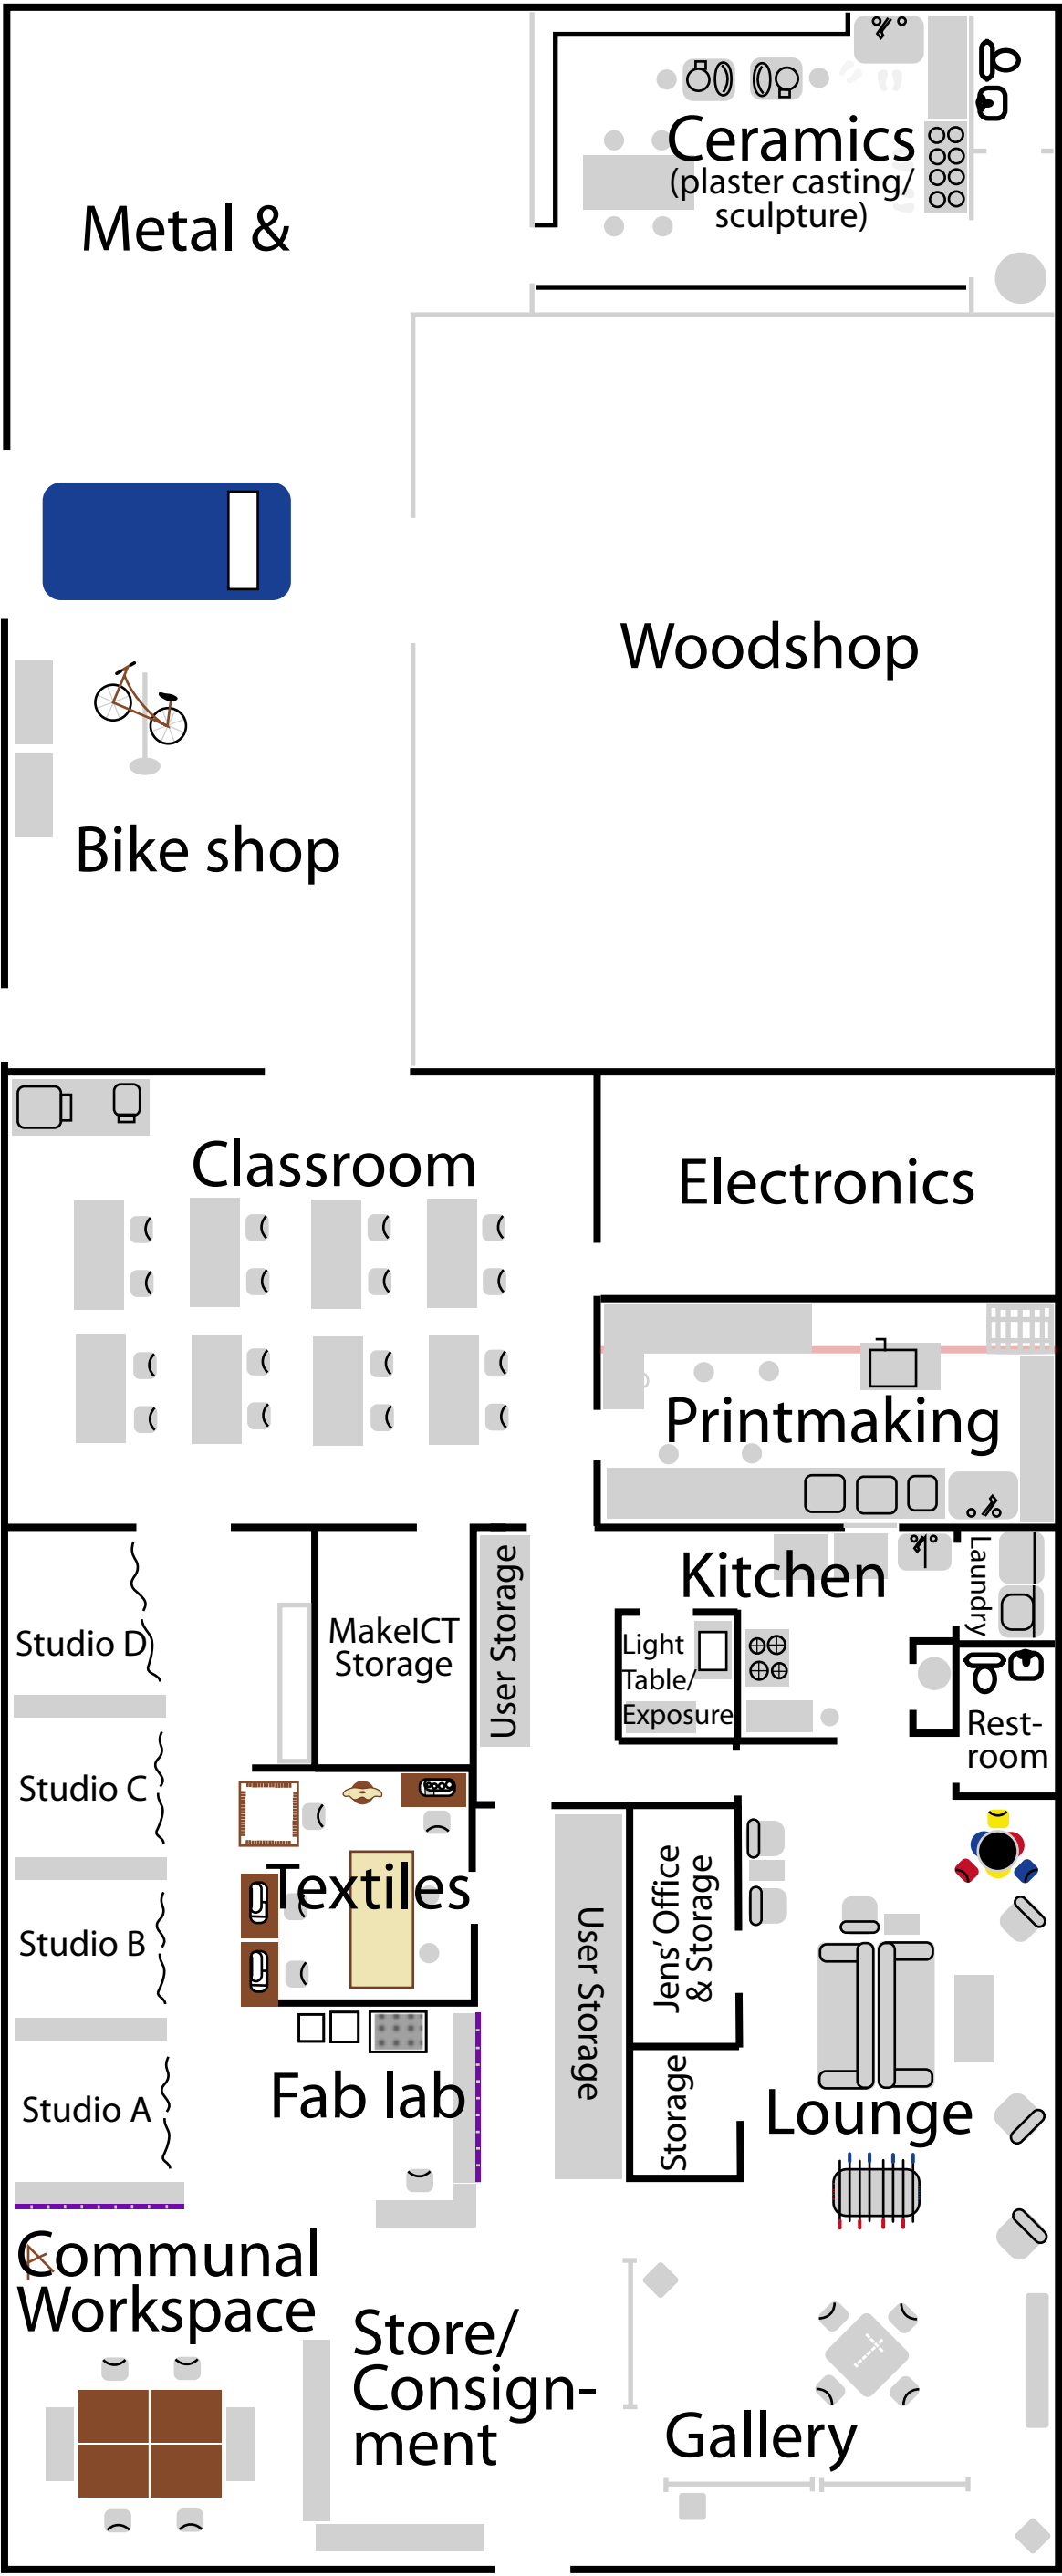 Ceramics
(plaster casting/
sculpture)
Metal &
Woodshop
Bike shop
Classroom
Electronics
Printmaking
Kitchen
Laundry
User Storage
MakeICT
Storage
Studio D
Light
Table/
Exposure
Rest-
room
Studio C
Textiles
Jens' Office
& Storage
User Storage
Studio B
Fab lab
Storage
Studio A
Lounge
Communal
Workspace
Store/
Consign-
ment
Gallery